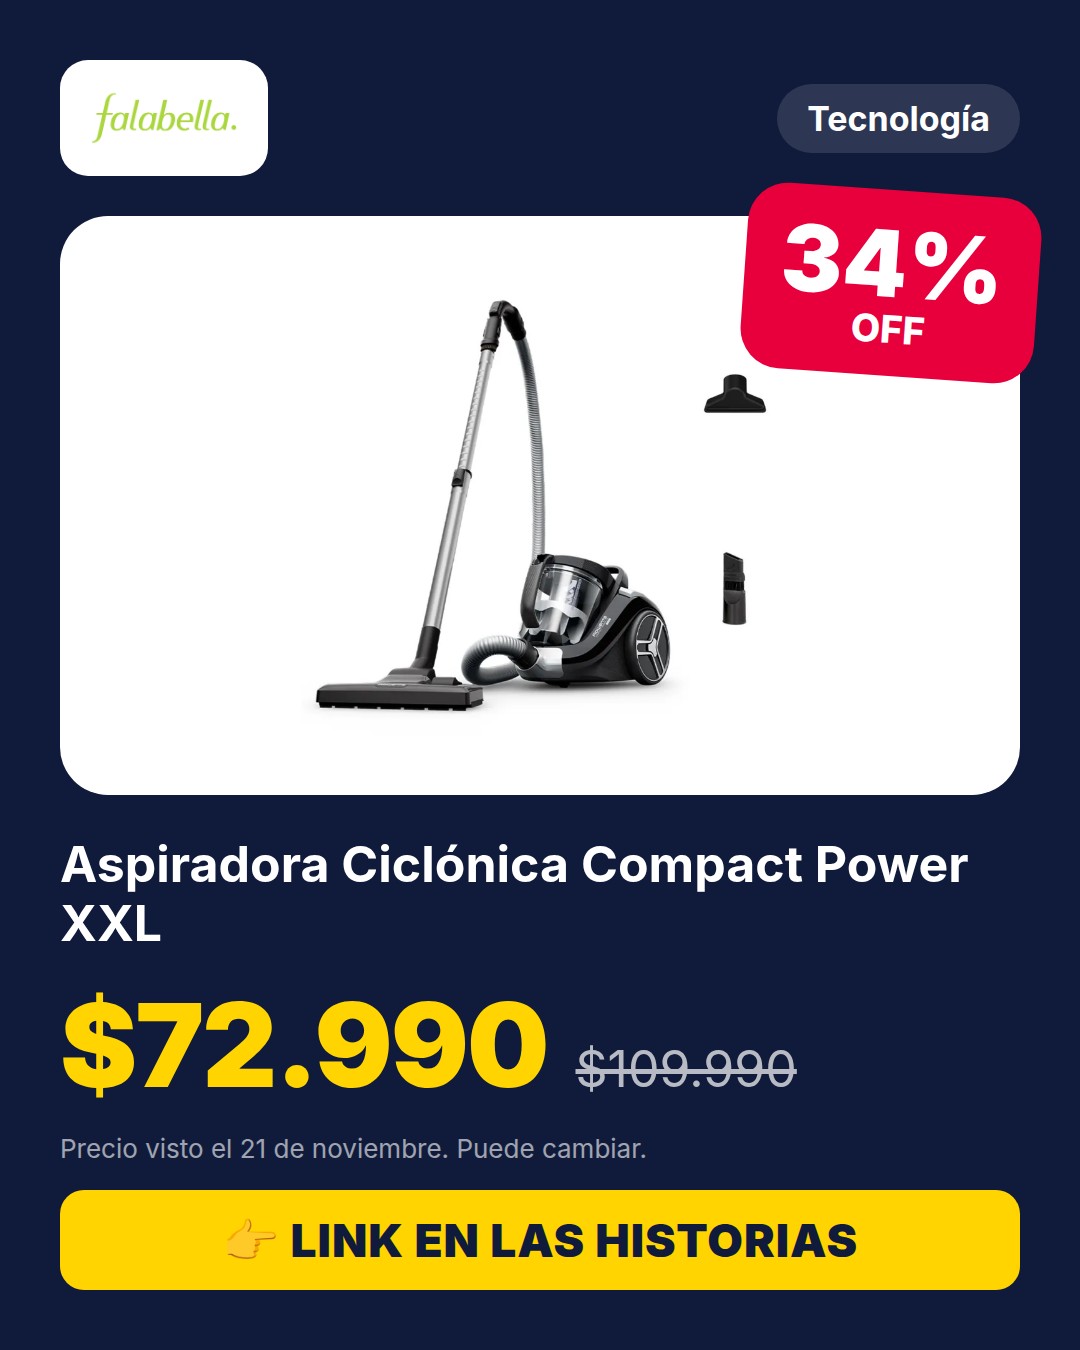 falabella.
Tecnología
34%
OFF
Aspiradora Ciclónica Compact Power
XXL
$72.990 $109.990
Precio visto el 21 de noviembre. Puede cambiar.
👉 LINK EN LAS HISTORIAS